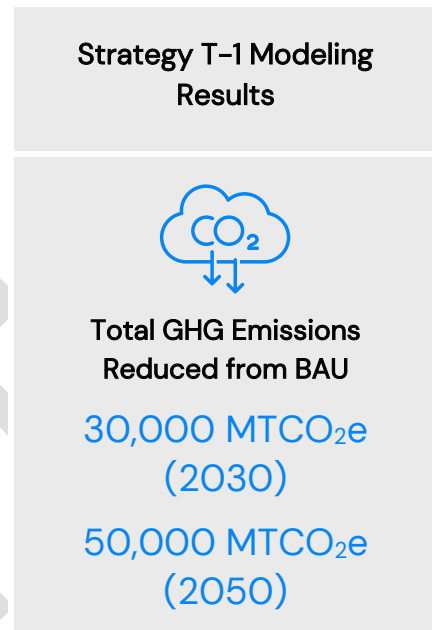 Strategy T-1 Modeling
Results
CO₂
Total GHG Emissions
Reduced from BAU
30,000 MTCO₂e
(2030)
50,000 MTCO₂e
(2050)